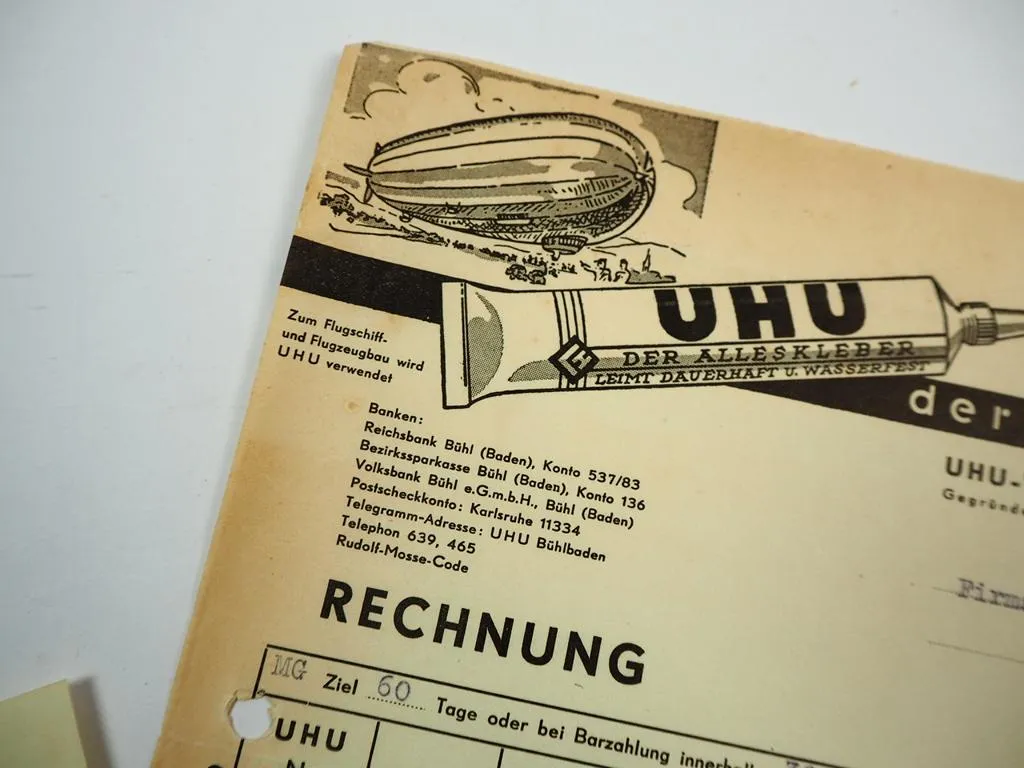 UHU
DER ALLESKLEBER
LEIMT DAUERHAFT U. WASSERFEST
Zum Flugschiff-
und Flugzeugbau wird
UHU verwendet
der
Banken:
Reichsbank Bühl (Baden), Konto 537/83
Bezirkssparkasse Bühl (Baden), Konto 136
Volksbank Bühl e.G.m.b.H., Bühl (Baden)
Postscheckkonto: Karlsruhe 11334
Telegramm-Adresse: UHU Bühlbaden
Telephon 639, 465
Rudolf-Mosse-Code
UHU-
RECHNUNG
MG Ziel 60 Tage oder bei Barzahlung
UHU